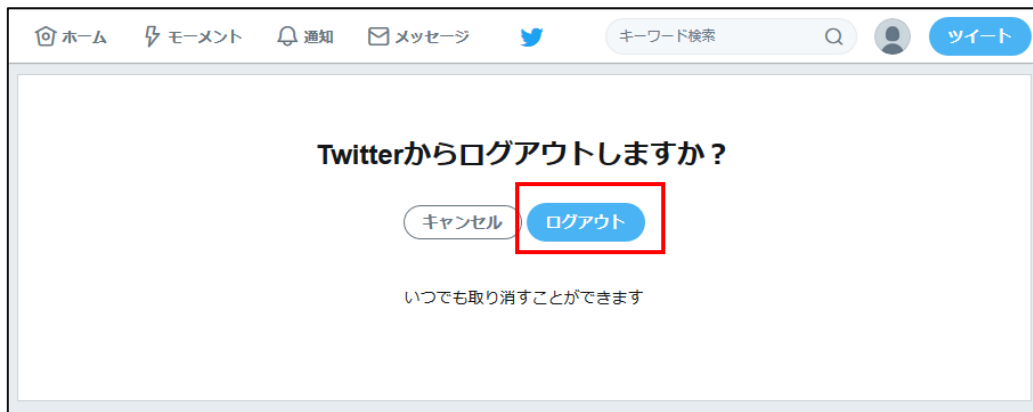 ホーム モーメント 通知 メッセージ キーワード検索 ツイート
Twitterからログアウトしますか？
キャンセル ログアウト
いつでも取り消すことができます